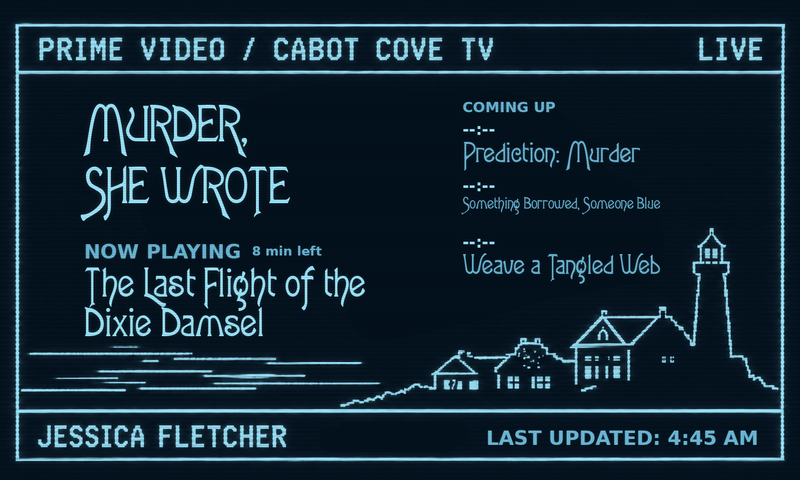 PRIME VIDEO / CABOT COVE TV
LIVE
MURDER,
SHE WROTE
NOW PLAYING 8 min left
The Last Flight of the
Dixie Damsel
COMING UP
--:--
Prediction: Murder
--:--
Something Borrowed, Someone Blue
--:--
Weave a Tangled Web
JESSICA FLETCHER
LAST UPDATED: 4:45 AM